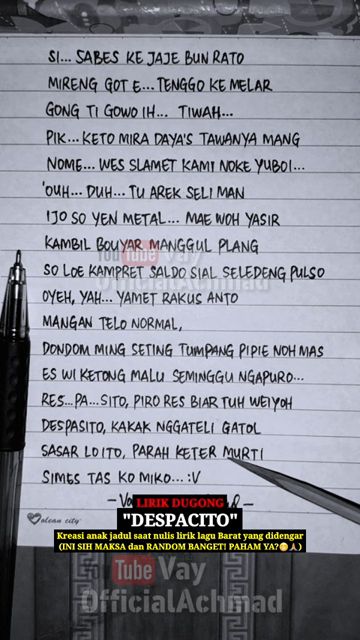 SI... SABES KE JAJE BUN RATO
MIRENG GOT E... TENGGO KE MELAR
GONG TI GOWO IH... TIWAH...
PIK... KETO MIRA DAYA'S TAWANYA MANG
NOME... WES SLAMET KAMI NOKE YUBOI...
'OUH... DUH... TU AREK SELI MAN
IJO SO YEN METAL... MAE WOH YASIR
KAMBIL BOUYAR MANGGUL PLANG
YouTube Vay
OfficialAchmad
SO LOE KAMPRET SALDO SIAL SELEDENG PULSO
OYEH, YAH... YAMET RAKUS ANTO
MANGAN TELO NORMAL,
DONDOM MING SETING TUMPANG PIPIE NOH MAS
ES WI KETONG MALU SEMINGGU NGAPURO...
RES...PA...SITO, PIRO RES BIAR TUH WEIYOH
DESPASITO, KAKAK NGGATELI GATOL
SASAR LO ITO, PARAH KETER MURTI
SIMES TAS KO MIKO... :V
LIRIK DUGONG
"DESPACITO"
Kreasi anak jadul saat nulis lirik lagu Barat yang didengar
(INI SIH MAKSA dan RANDOM BANGET! PAHAM YA?😁🙏)
Tube Vay
OfficialAchmad